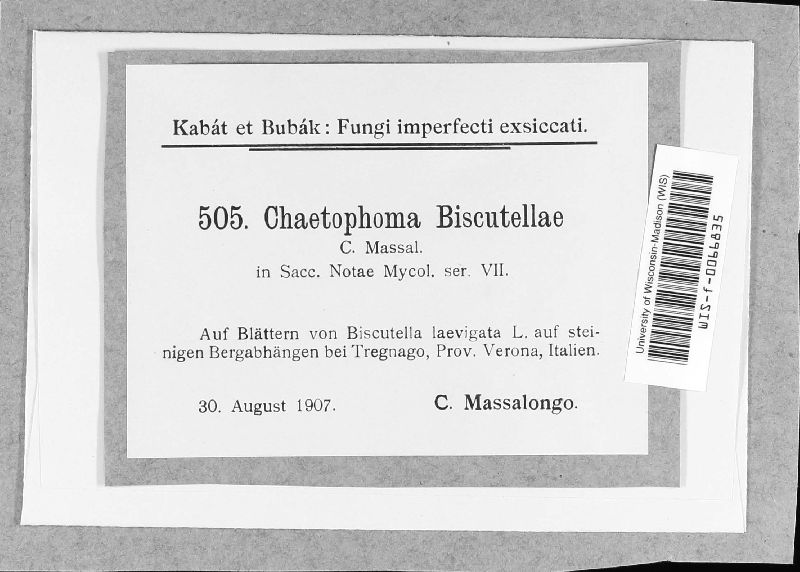 Kabát et Bubák: Fungi imperfecti exsiccati.
505. Chaetophoma Biscutellae
C. Massal.
in Sacc. Notae Mycol. ser. VII.
Auf Blättern von Biscutella laevigata L. auf stei-
nigen Bergabhängen bei Tregnago, Prov. Verona, Italien.
30. August 1907. C. Massalongo.
University of Wisconsin-Madison (WIS)
WIS-f-0066835